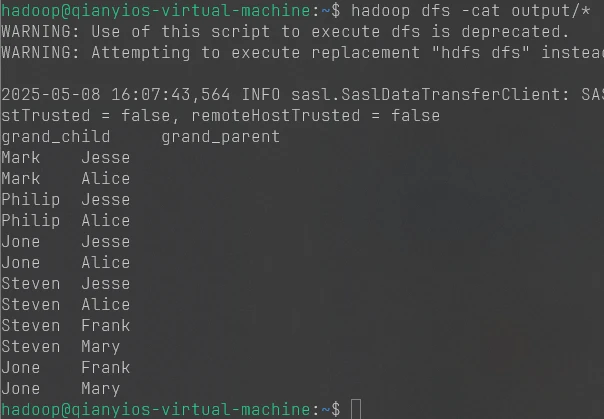 hadoop@qianyios-virtual-machine:~$ hadoop dfs -cat output/*
WARNING: Use of this script to execute dfs is deprecated.
WARNING: Attempting to execute replacement "hdfs dfs" instea
2025-05-08 16:07:43,564 INFO sasl.SaslDataTransferClient: SAS
stTrusted = false, remoteHostTrusted = false
grand_child grand_parent
Mark Jesse
Mark Alice
Philip Jesse
Philip Alice
Jone Jesse
Jone Alice
Steven Jesse
Steven Alice
Steven Frank
Steven Mary
Jone Frank
Jone Mary
hadoop@qianyios-virtual-machine:~$